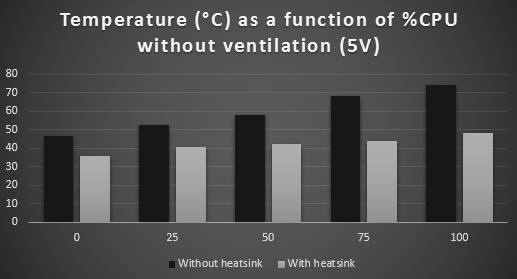 Temperature (°C) as a function of %CPU
without ventilation (5V)
80
70
60
50
40
30
20
10
0
0 25 50 75 100
Without heatsink With heatsink